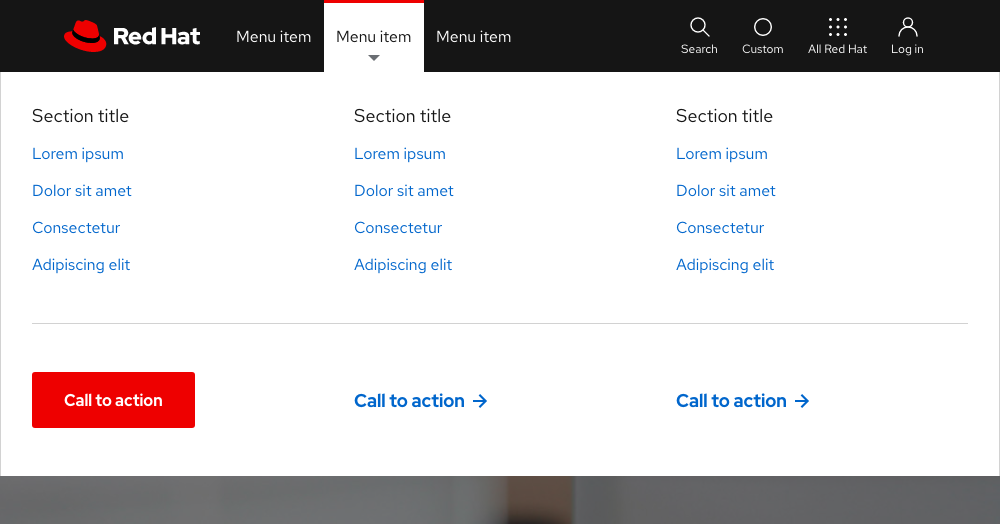 Red Hat
Menu item
Menu item
Menu item
Search
Custom
All Red Hat
Log in
Section title
Lorem ipsum
Dolor sit amet
Consectetur
Adipiscing elit
Section title
Lorem ipsum
Dolor sit amet
Consectetur
Adipiscing elit
Section title
Lorem ipsum
Dolor sit amet
Consectetur
Adipiscing elit
Call to action
Call to action →
Call to action →